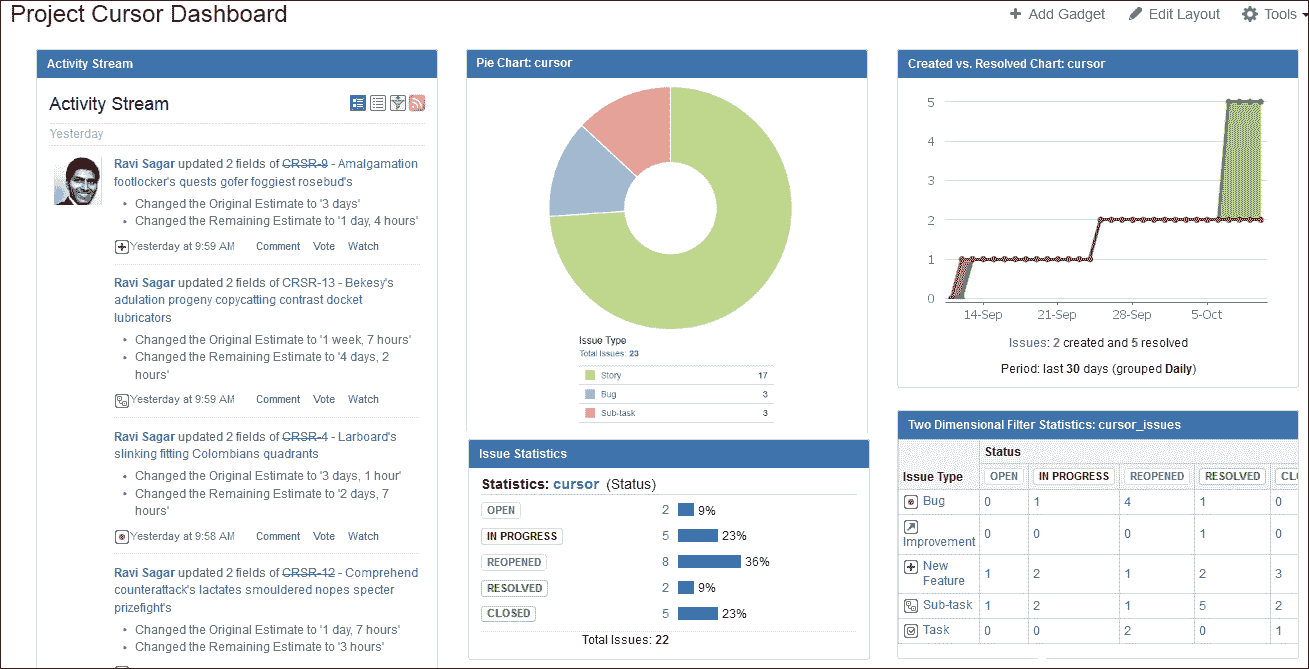 Project Cursor Dashboard
Add Gadget
Edit Layout
Tools
Activity Stream
Activity Stream
Yesterday
Ravi Sagar updated 2 fields of CRSR-9 - Amalgamation
footlocker's quests gofer foggiest rosebud's
Changed the Original Estimate to '3 days'
Changed the Remaining Estimate to '1 day, 4 hours'
Yesterday at 9:59 AM Comment Vote Watch
Ravi Sagar updated 2 fields of CRSR-13 - Bekesy's
adulation progeny copycatting contrast docket
lubricators
Changed the Original Estimate to '1 week, 7 hours'
Changed the Remaining Estimate to '4 days, 2
hours'
Yesterday at 9:59 AM Comment Vote Watch
Ravi Sagar updated 2 fields of CRSR-4 - Larboard's
slinking fitting Colombians quadrants
Changed the Original Estimate to '3 days, 1 hour'
Changed the Remaining Estimate to '2 days, 7
hours'
Yesterday at 9:58 AM Comment Vote Watch
Ravi Sagar updated 2 fields of CRSR-12 - Comprehend
counterattack's lactates smouldered nopes specter
prizefight's
Changed the Original Estimate to '1 day, 7 hours'
Changed the Remaining Estimate to '3 hours'
Pie Chart: cursor
Issue Type
Total Issues: 23
Story 17
Bug 3
Sub-task 3
Issue Statistics
Statistics: cursor (Status)
OPEN 2 9%
IN PROGRESS 5 23%
REOPENED 8 36%
RESOLVED 2 9%
CLOSED 5 23%
Total Issues: 22
Created vs. Resolved Chart: cursor
5
4
3
2
1
0
14-Sep 21-Sep 28-Sep 5-Oct
Issues: 2 created and 5 resolved
Period: last 30 days (grouped Daily)
Two Dimensional Filter Statistics: cursor_issues
Status
Issue Type OPEN IN PROGRESS REOPENED RESOLVED CLO
Bug 0 1 4 1 0
Improvement 0 0 0 1 0
New
Feature 1 2 1 2 3
Sub-task 1 2 1 5 2
Task 0 0 2 0 1